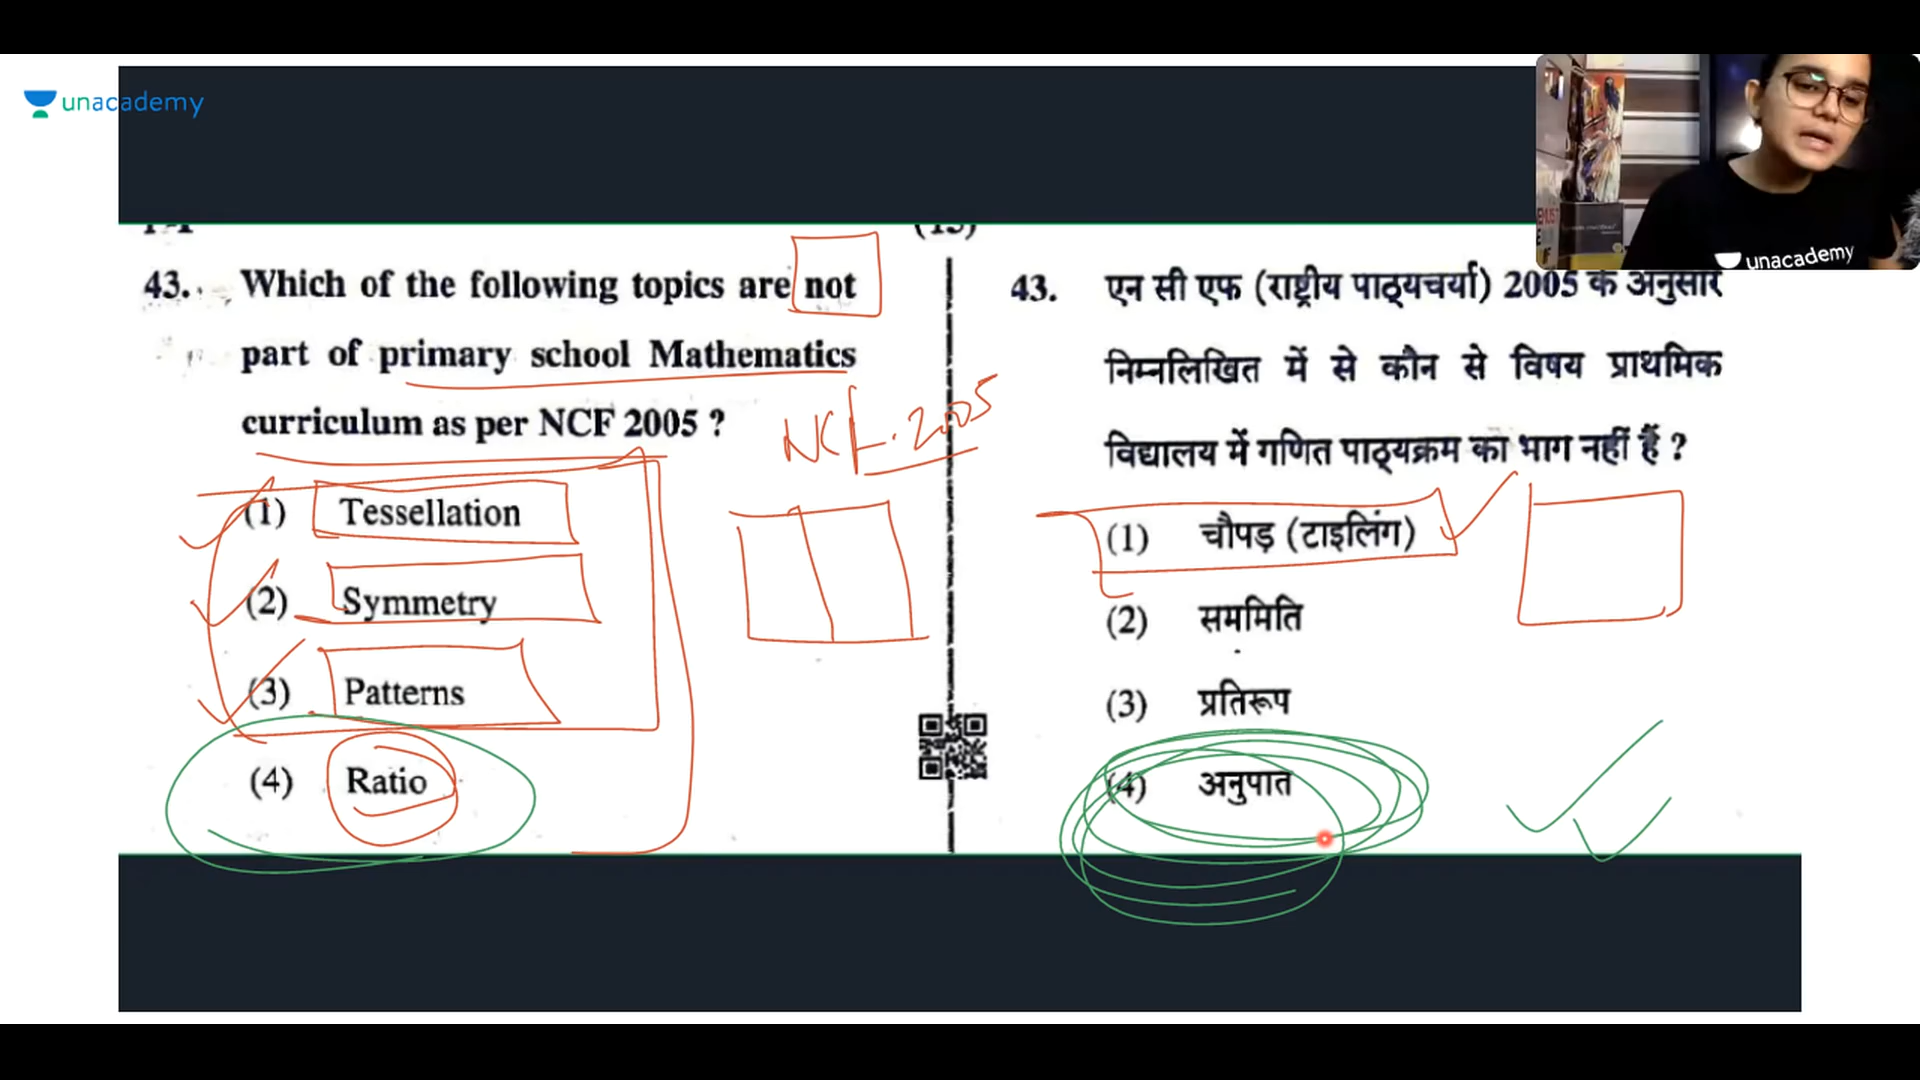 unacademy
unacademy
(15)
43. Which of the following topics are not
part of primary school Mathematics
curriculum as per NCF 2005 ?
NCF. 2005
(1) Tessellation
(2) Symmetry
(3) Patterns
(4) Ratio
43. एन सी एफ (राष्ट्रीय पाठ्यचर्या) 2005 के अनुसार
निम्नलिखित में से कौन से विषय प्राथमिक
विद्यालय में गणित पाठ्यक्रम का भाग नहीं हैं ?
(1) चौपड़ (टाइलिंग)
(2) सममिति
(3) प्रतिरूप
(4) अनुपात